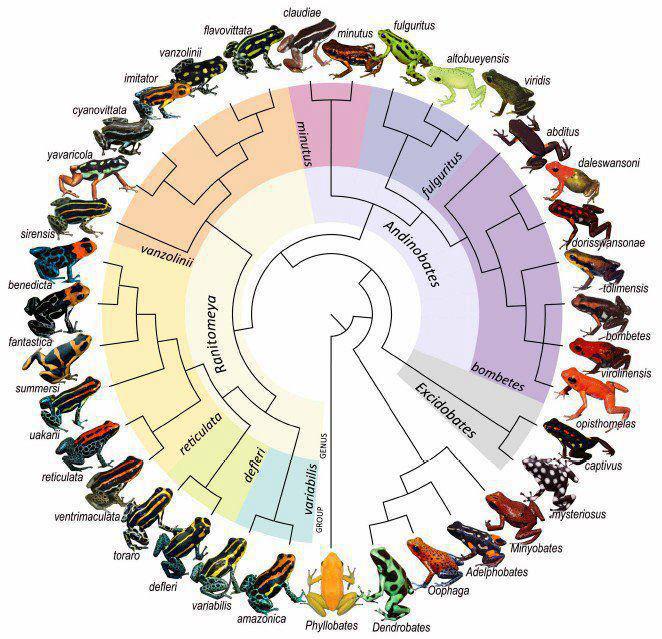 claudiae
flavovittata
minutus
fulguritus
vanzolinii
altobueyensis
imitator
viridis
cyanovittata
abditus
yavaricola
daleswansoni
sirensis
dorisswansonae
benedicta
tolimensis
fantastica
bombetes
summersi
virolinensis
uakarii
opisthomelas
reticulata
captivus
ventrimaculata
mysteriosus
toraro
Minyobates
defleri
Adelphobates
variabilis
Oophaga
amazonica
Phyllobates
Dendrobates
minutus
fulguritus
vanzolinii
Andinobates
Ranitomeya
bombetes
Excidobates
reticulata
defleri
variabilis
GENUS
GROUP